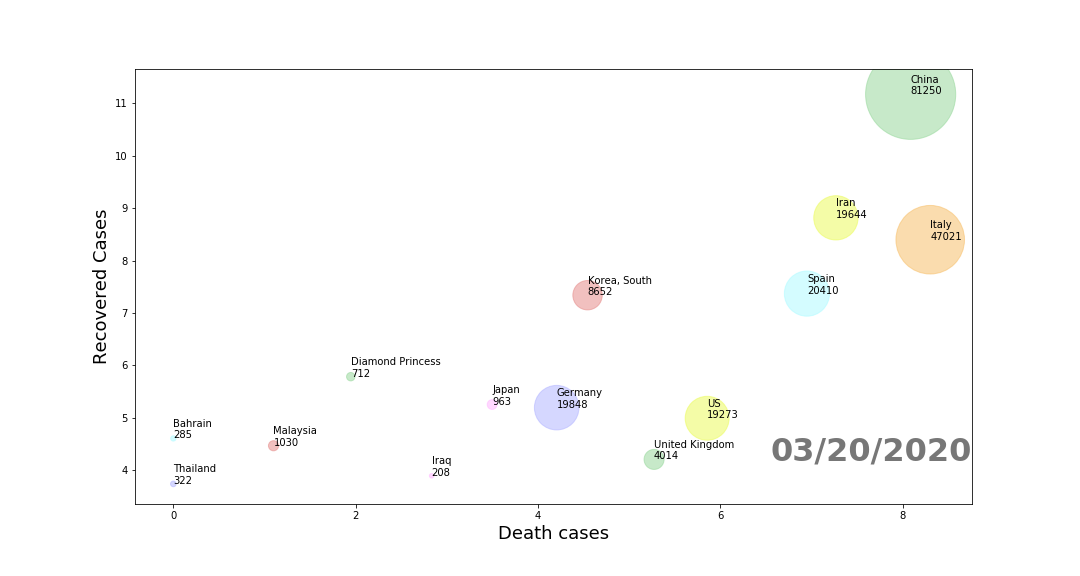 China
81250
11
10
Iran
19644
9
Italy
47021
8
Spain
20410
Korea, South
8652
7
Recovered Cases
6
Diamond Princess
712
Japan
963
Germany
19848
US
19273
5
Bahrain
285
Malaysia
1030
United Kingdom
4014
03/20/2020
4
Thailand
322
Iraq
208
0
2
4
6
8
Death cases